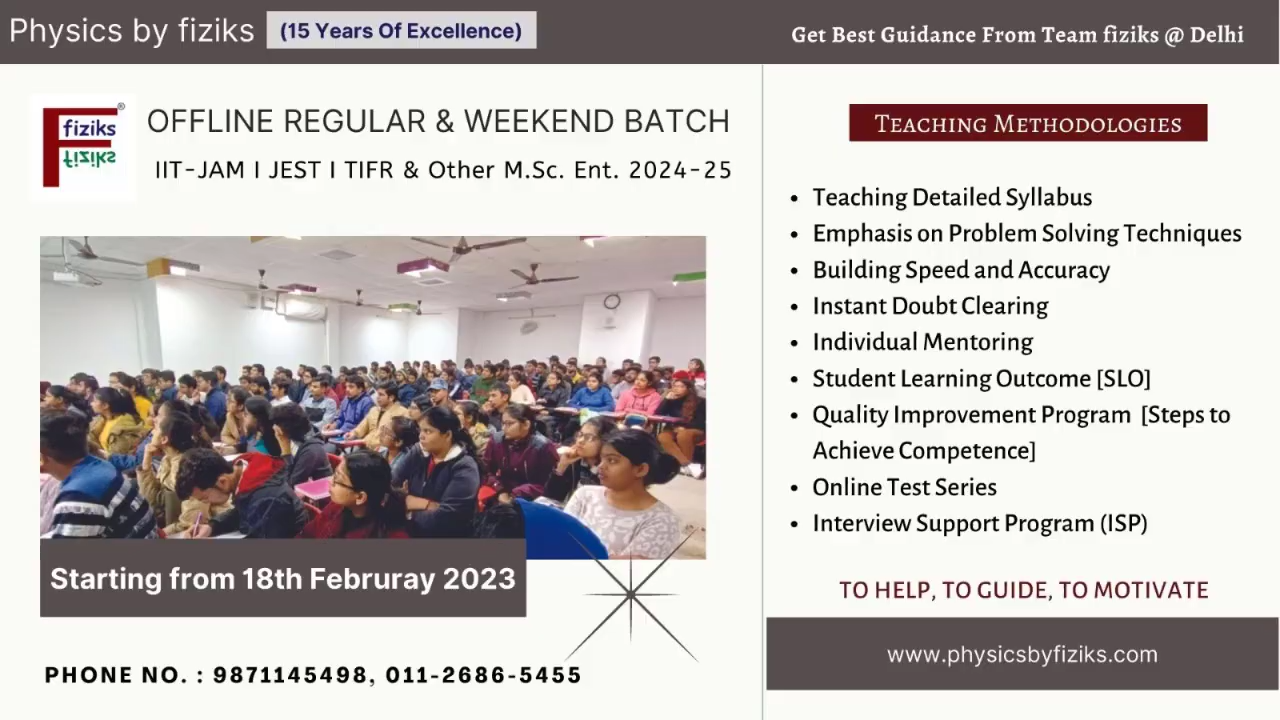 Physics by fiziks
(15 Years Of Excellence)
Get Best Guidance From Team fiziks @ Delhi
fiziks
fiziks
®
OFFLINE REGULAR & WEEKEND BATCH
IIT-JAM I JEST I TIFR & Other M.Sc. Ent. 2024-25
Starting from 18th Februray 2023
PHONE NO. : 9871145498, 011-2686-5455
TEACHING METHODOLOGIES
• Teaching Detailed Syllabus
• Emphasis on Problem Solving Techniques
• Building Speed and Accuracy
• Instant Doubt Clearing
• Individual Mentoring
• Student Learning Outcome [SLO]
• Quality Improvement Program [Steps to
Achieve Competence]
• Online Test Series
• Interview Support Program (ISP)
TO HELP, TO GUIDE, TO MOTIVATE
www.physicsbyfiziks.com